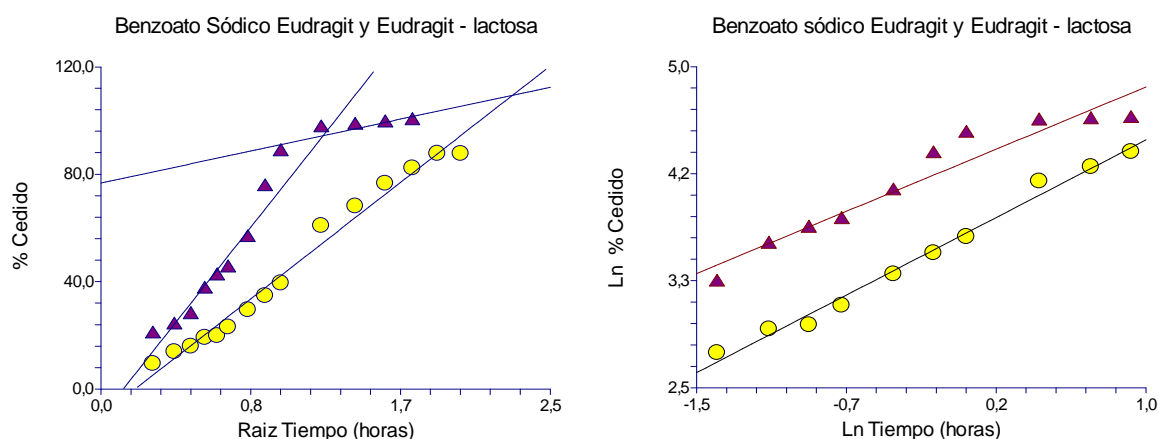 Benzoato Sódico Eudragit y Eudragit - lactosa
120,0
80,0
40,0
0,0
% Cedido
0,0
0,8
1,7
2,5
Raiz Tiempo (horas)
Benzoato sódico Eudragit y Eudragit - lactosa
5,0
4,2
3,3
2,5
Ln % Cedido
-1,5
-0,7
0,2
1,0
Ln Tiempo (horas)